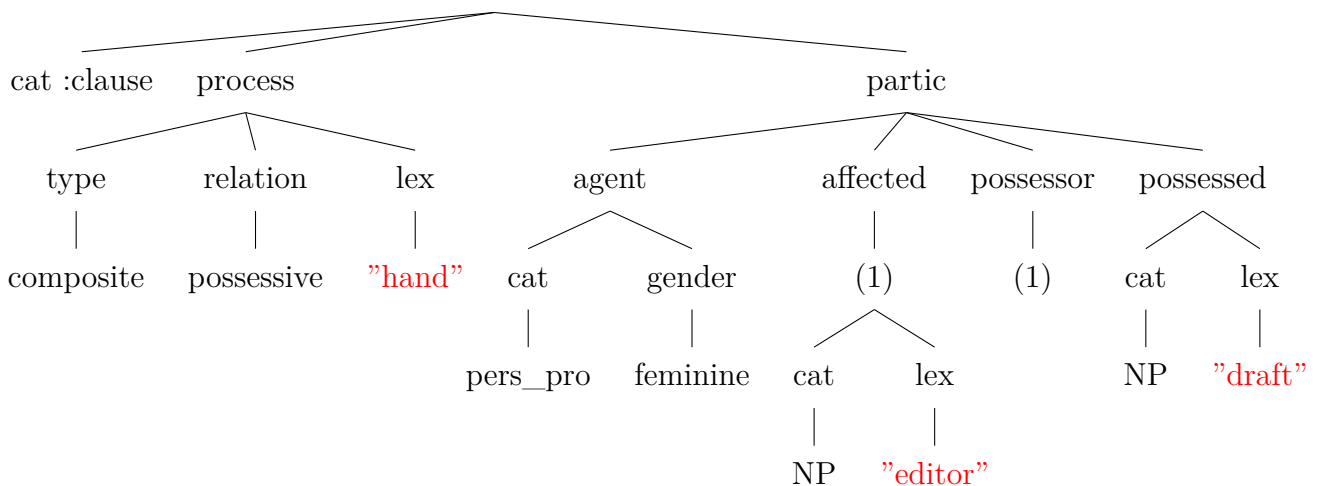 cat :clause process partic
type relation lex agent affected possessor possessed
composite possessive ”hand” cat gender (1) (1) cat lex
pers_pro feminine cat lex NP ”draft”
NP ”editor”